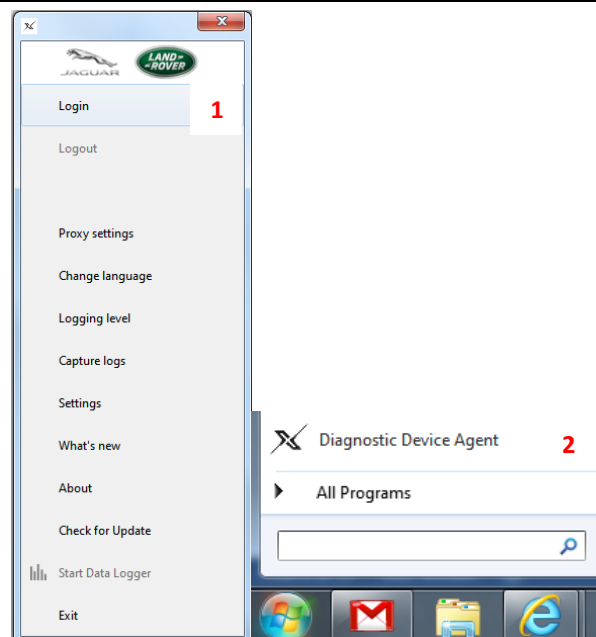 JAGUAR
LAND-
-ROVER
Login
1
Logout
Proxy settings
Change language
Logging level
Capture logs
Settings
What's new
About
Check for Update
Start Data Logger
Exit
Diagnostic Device Agent
2
All Programs